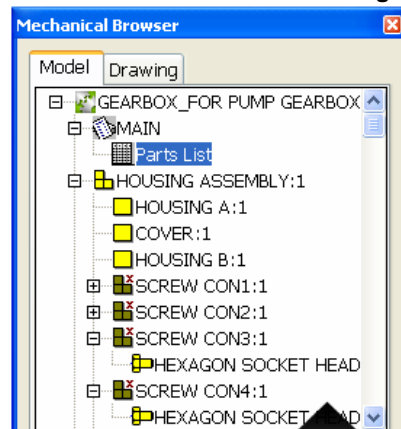 Mechanical Browser
Model Drawing
GEARBOX_FOR PUMP GEARBOX
MAIN
Parts List
HOUSING ASSEMBLY:1
HOUSING A:1
COVER:1
HOUSING B:1
SCREW CON1:1
SCREW CON2:1
SCREW CON3:1
HEXAGON SOCKET HEAD
SCREW CON4:1
HEXAGON SOCKET HEAD